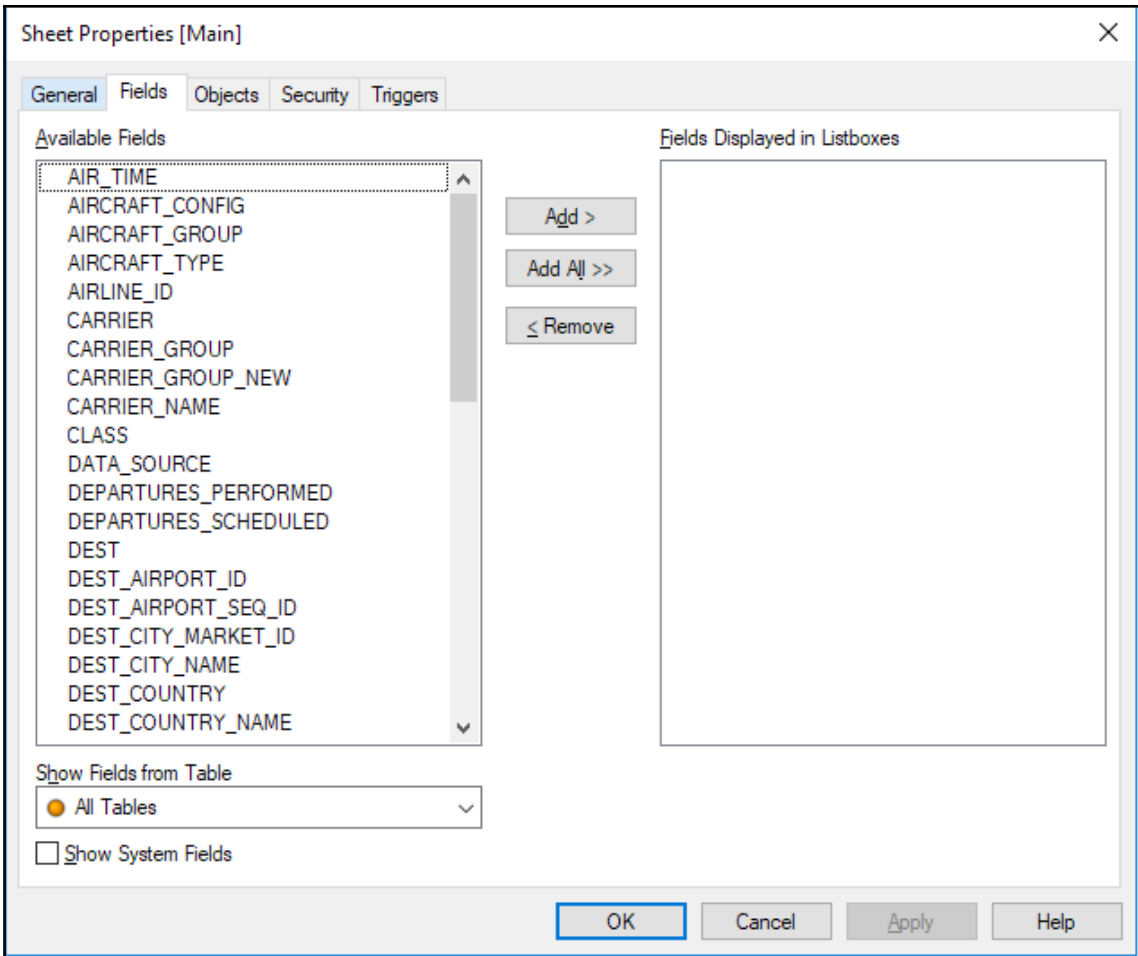 Sheet Properties [Main]
General Fields Objects Security Triggers
Available Fields
AIR_TIME
AIRCRAFT_CONFIG
AIRCRAFT_GROUP
AIRCRAFT_TYPE
AIRLINE_ID
CARRIER
CARRIER_GROUP
CARRIER_GROUP_NEW
CARRIER_NAME
CLASS
DATA_SOURCE
DEPARTURES_PERFORMED
DEPARTURES_SCHEDULED
DEST
DEST_AIRPORT_ID
DEST_AIRPORT_SEQ_ID
DEST_CITY_MARKET_ID
DEST_CITY_NAME
DEST_COUNTRY
DEST_COUNTRY_NAME
Add >
Add All >>
< Remove
Fields Displayed in Listboxes
Show Fields from Table
All Tables
Show System Fields
OK Cancel Apply Help